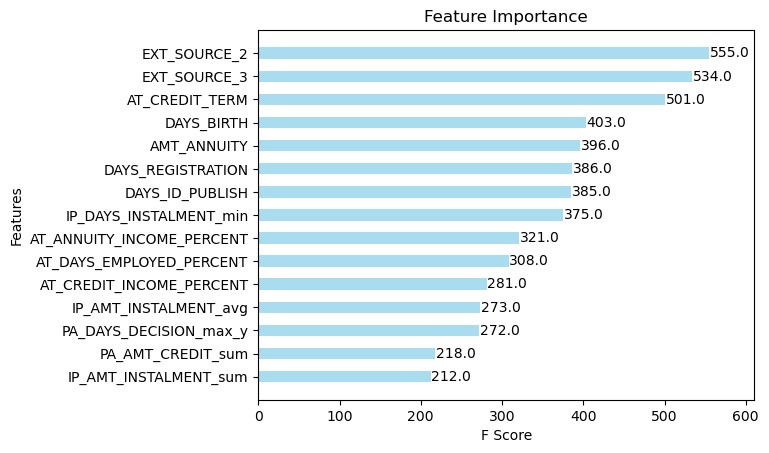 Feature Importance
EXT_SOURCE_2 555.0
EXT_SOURCE_3 534.0
AT_CREDIT_TERM 501.0
DAYS_BIRTH 403.0
AMT_ANNUITY 396.0
DAYS_REGISTRATION 386.0
DAYS_ID_PUBLISH 385.0
IP_DAYS_INSTALMENT_min 375.0
AT_ANNUITY_INCOME_PERCENT 321.0
AT_DAYS_EMPLOYED_PERCENT 308.0
AT_CREDIT_INCOME_PERCENT 281.0
IP_AMT_INSTALMENT_avg 273.0
PA_DAYS_DECISION_max_y 272.0
PA_AMT_CREDIT_sum 218.0
IP_AMT_INSTALMENT_sum 212.0
Features
0 100 200 300 400 500 600
F Score